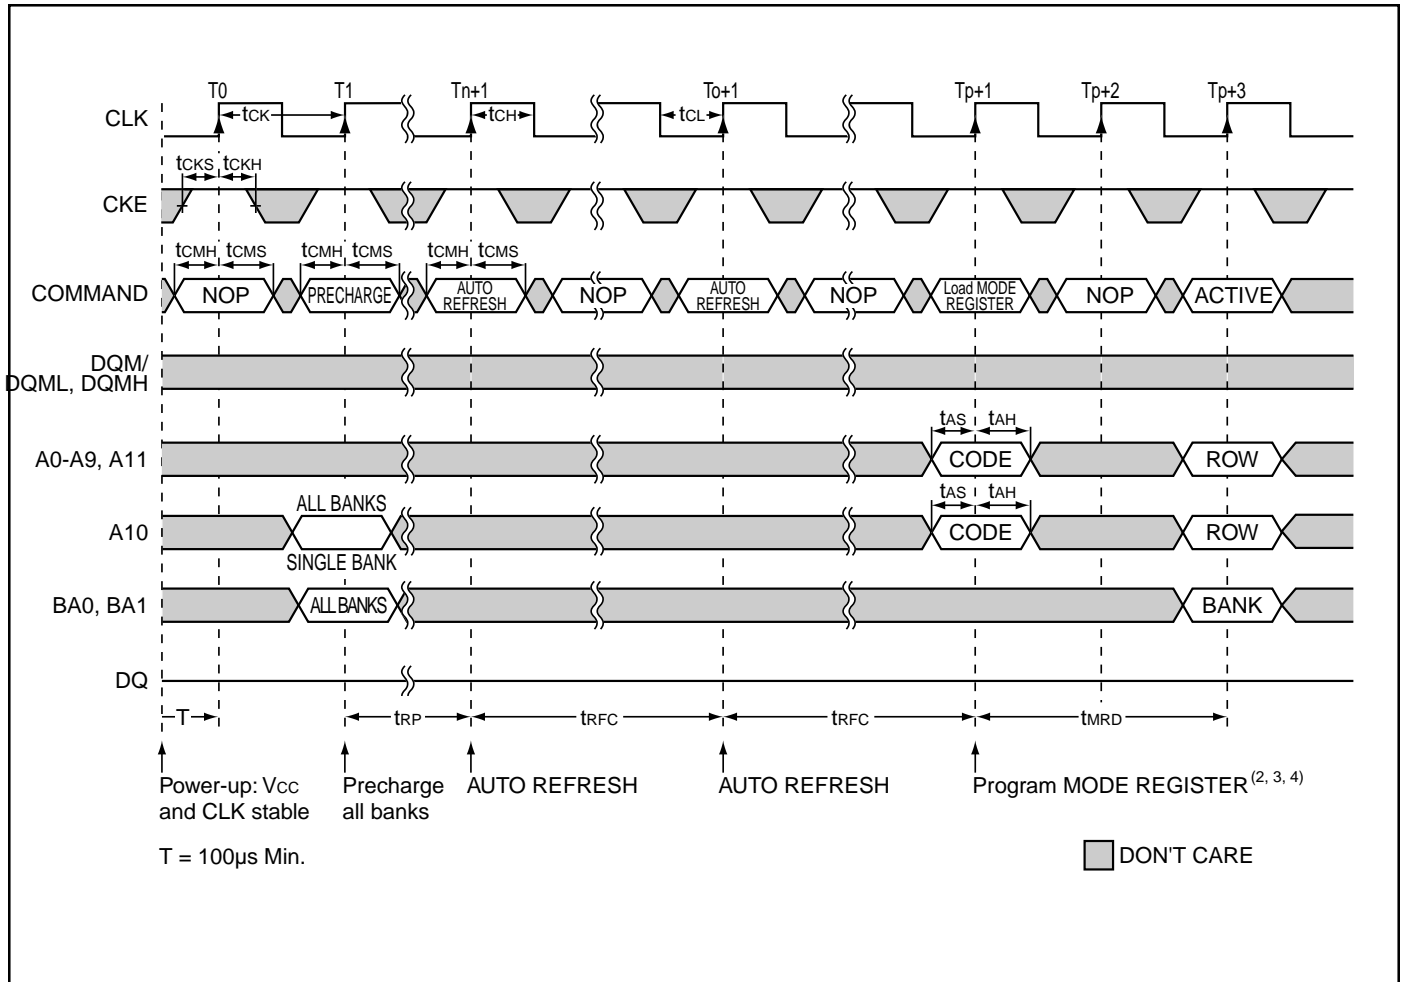 T0 T1 Tn+1 To+1 Tp+1 Tp+2 Tp+3
CLK tCK tCH tCL
tCKS tCKH
CKE
tCMH tCMS tCMH tCMS tCMH tCMS
COMMAND NOP PRECHARGE AUTO REFRESH NOP AUTO REFRESH NOP Load MODE REGISTER NOP ACTIVE
DQM/
DQML, DQMH
tAS tAH
A0-A9, A11 CODE ROW
ALL BANKS tAS tAH
A10 CODE ROW
SINGLE BANK
BA0, BA1 ALL BANKS BANK
DQ
T tRP tRFC tRFC tMRD
Power-up: VCC
and CLK stable
Precharge
all banks
AUTO REFRESH
AUTO REFRESH
Program MODE REGISTER (2, 3, 4)
T = 100µs Min.
DON'T CARE